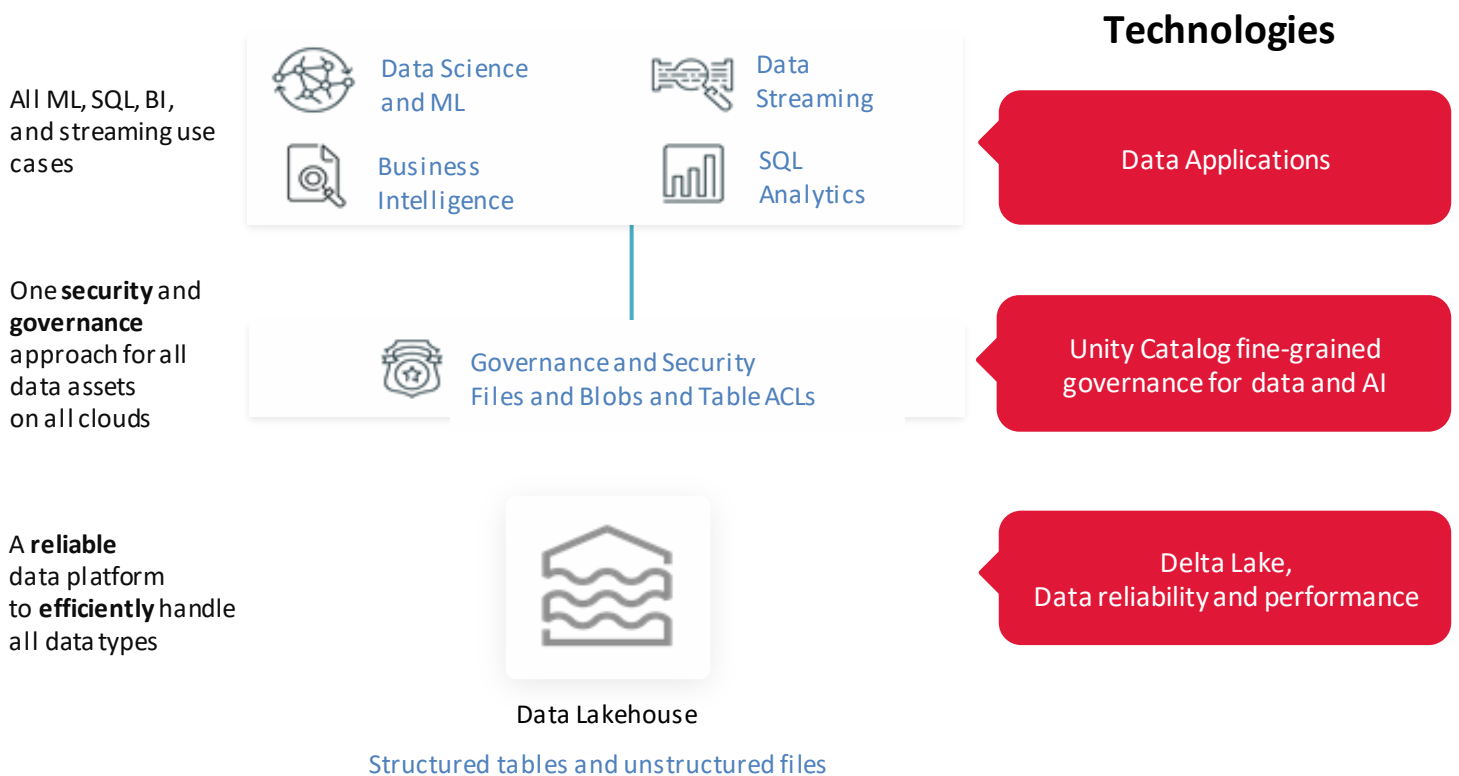 Technologies
All ML, SQL, BI,
and streaming use
cases
Data Science
and ML
Data
Streaming
Business
Intelligence
SQL
Analytics
Data Applications
One security and
governance
approach for all
data assets
on all clouds
Governance and Security
Files and Blobs and Table ACLs
Unity Catalog fine-grained
governance for data and AI
A reliable
data platform
to efficiently handle
all data types
Delta Lake,
Data reliability and performance
Data Lakehouse
Structured tables and unstructured files